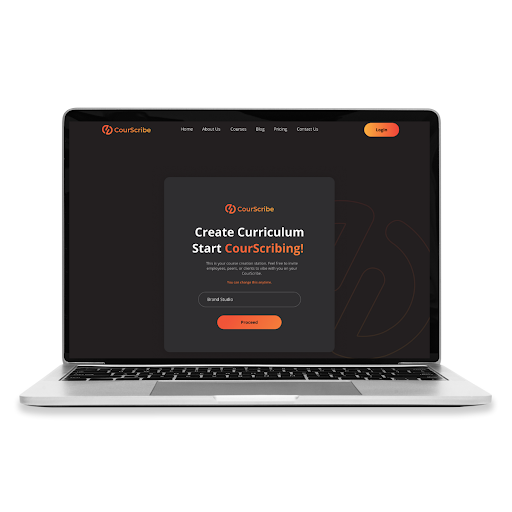 CourScribe
Home About Us Courses Blog Pricing Contact Us
Login
CourScribe
Create Curriculum
Start CourScribing!
This is your course creation station. Feel free to invite
employees, peers, or clients to vibe with you on your
CourScribe.
You can change this anytime.
Brand Studio
Proceed